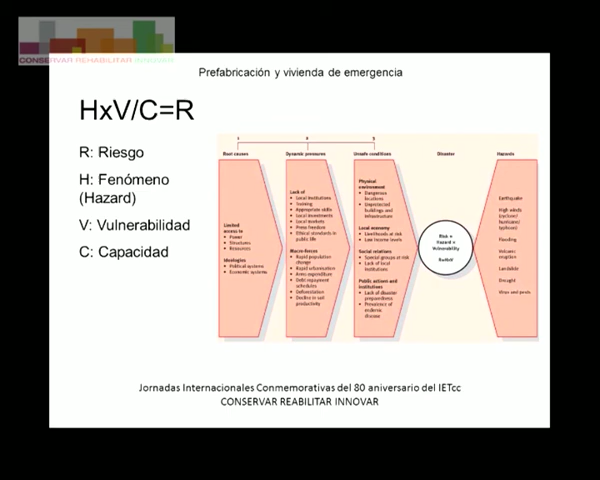 CONSERVAR REHABILITAR INNOVAR
Prefabricación y vivienda de emergencia
HxV/C=R
R: Riesgo
H: Fenómeno
(Hazard)
V: Vulnerabilidad
C: Capacidad
1
2
3
Root causes
Dynamic pressures
Unsafe conditions
Disaster
Hazards
Limited
access to
• Power
• Structures
• Resources
Ideologies
• Political systems
• Economic systems
Lack of
• Local institutions
• Training
• Appropriate skills
• Local investments
• Local markets
• Press freedom
• Ethical standards in
public life
Macro-forces
• Rapid population
change
• Rapid urbanisation
• Arms expenditure
• Debt repayment
schedules
• Deforestation
• Decline in soil
productivity
Physical
environment
• Dangerous
locations
• Unprotected
buildings and
infrastructure
Local economy
• Livelihoods at risk
• Low income levels
Social relations
• Special groups at risk
• Lack of local
institutions
Public actions and
institutions
• Lack of disaster
preparedness
• Prevalence of
endemic
disease
Risk =
Hazard ×
Vulnerability
R=H×V
Earthquake
High winds
(cyclone/
hurricane/
typhoon)
Flooding
Volcanic
eruption
Landslide
Drought
Virus and pests
Jornadas Internacionales Conmemorativas del 80 aniversario del IETcc
CONSERVAR REABILITAR INNOVAR